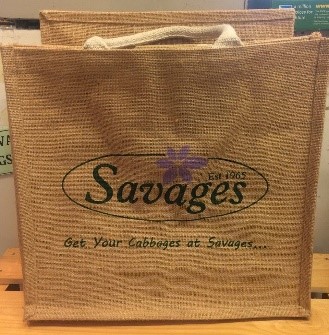 Est 1965
Savages
Get Your Cabbages at Savages...